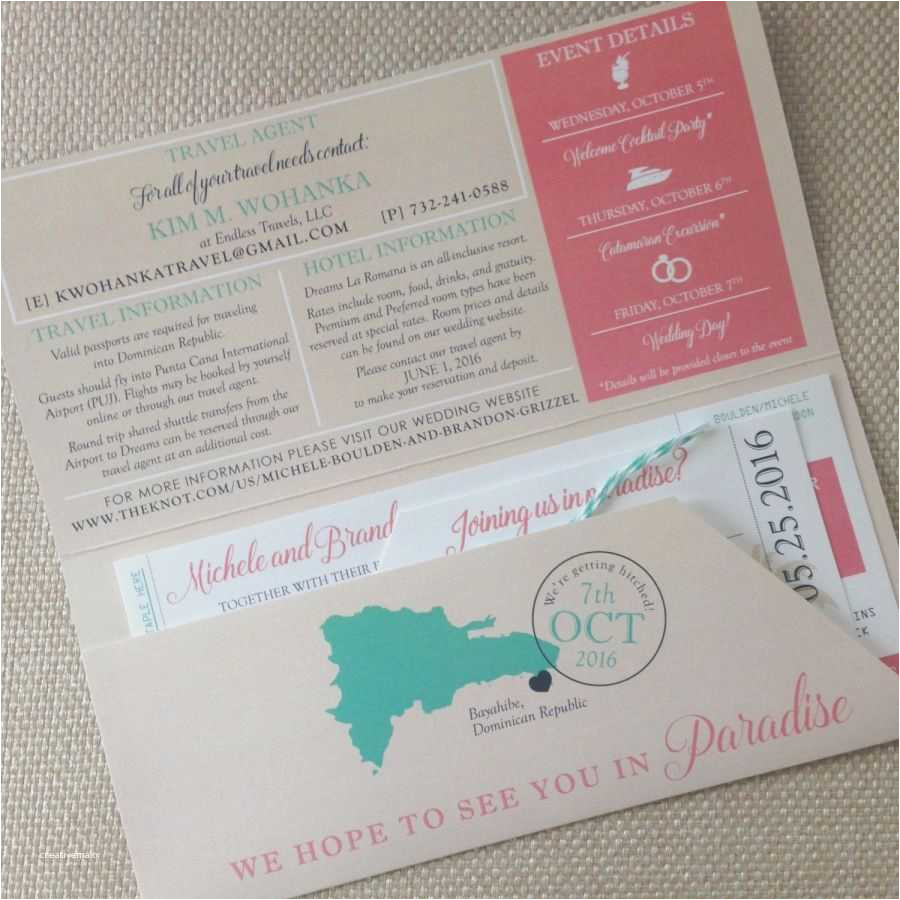 TRAVEL AGENT
For all of your travel needs contact:
KIM M. WOHANKA
at Endless Travels, LLC
[E] KWOHANKATRAVEL@GMAIL.COM [P] 732-241-0588
TRAVEL INFORMATION
Valid passports are required for traveling
into Dominican Republic.
Guests should fly into Punta Cana International
Airport (PUJ). Flights may be booked by yourself
online or through our travel agent.
Round trip shared shuttle transfers from the
Airport to Dreams can be reserved through our
travel agent at an additional cost.
HOTEL INFORMATION
Dreams La Romana is an all-inclusive resort.
Rates include room, food, drinks, and gratuity.
Premium and Preferred room types have been
reserved at special rates. Room prices and details
can be found on our wedding website.
Please contact our travel agent by
JUNE 1, 2016
to make your reservation and deposit.
FOR MORE INFORMATION PLEASE VISIT OUR WEDDING WEBSITE
WWW.THEKNOT.COM/US/MICHELE-BOULDEN-AND-BRANDON-GRIZZEL
EVENT DETAILS
WEDNESDAY, OCTOBER 5TH
Welcome Cocktail Party*
THURSDAY, OCTOBER 6TH
Catamaran Excursion*
FRIDAY, OCTOBER 7TH
Wedding Day!
*Details will be provided closer to the event
BOULDEN/MICHELE
Michele and Brand
TOGETHER WITH THEIR
Joining us in paradise?
05.25.2016
We're getting hitched!
7th
OCT
2016
Bayahibe,
Dominican Republic
WE HOPE TO SEE YOU IN Paradise